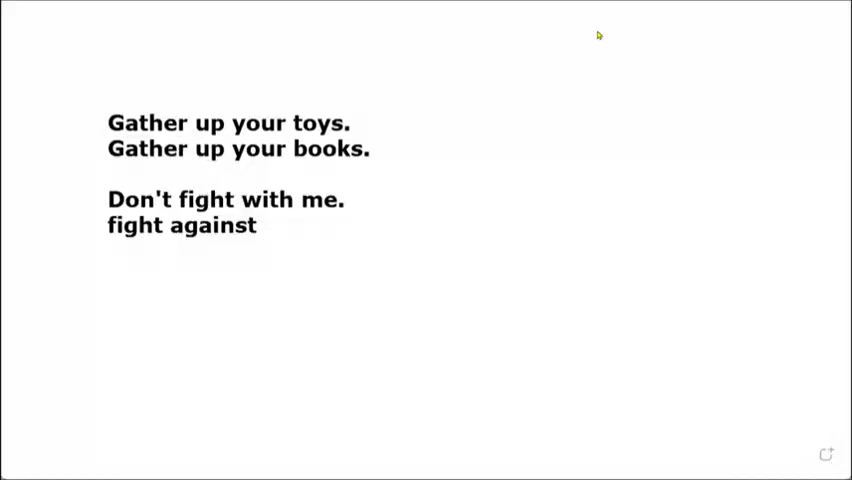 Gather up your toys.
Gather up your books.
Don't fight with me.
fight against